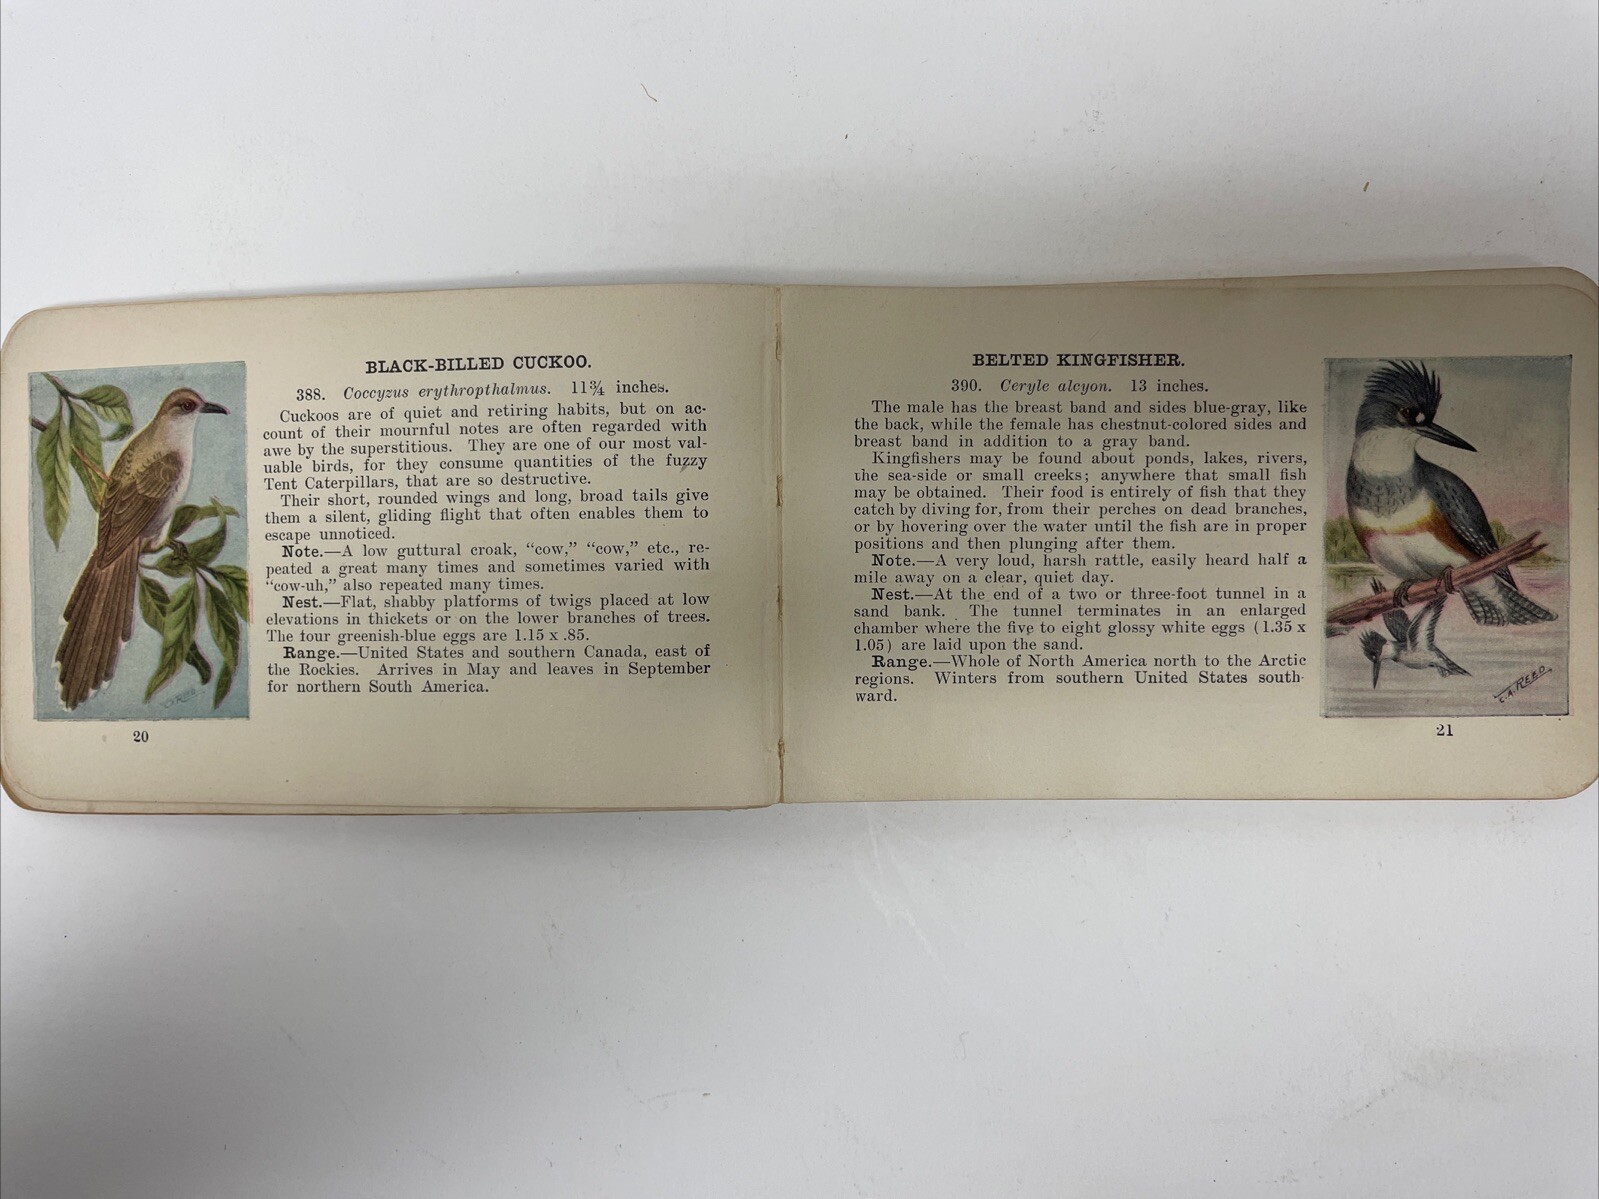 BLACK-BILLED CUCKOO.
388. Coccyzus erythropthalmus. 11¾ inches.
Cuckoos are of quiet and retiring habits, but on ac-
count of their mournful notes are often regarded with
awe by the superstitious. They are one of our most val-
uable birds, for they consume quantities of the fuzzy
Tent Caterpillars, that are so destructive.
Their short, rounded wings and long, broad tails give
them a silent, gliding flight that often enables them to
escape unnoticed.
Note.—A low guttural croak, "cow," "cow," etc., re-
peated a great many times and sometimes varied with
"cow-uh," also repeated many times.
Nest.—Flat, shabby platforms of twigs placed at low
elevations in thickets or on the lower branches of trees.
The four greenish-blue eggs are 1.15 x .85.
Range.—United States and southern Canada, east of
the Rockies. Arrives in May and leaves in September
for northern South America.
20
BELTED KINGFISHER.
390. Ceryle alcyon. 13 inches.
The male has the breast band and sides blue-gray, like
the back, while the female has chestnut-colored sides and
breast band in addition to a gray band.
Kingfishers may be found about ponds, lakes, rivers,
the sea-side or small creeks; anywhere that small fish
may be obtained. Their food is entirely of fish that they
catch by diving for, from their perches on dead branches,
or by hovering over the water until the fish are in proper
positions and then plunging after them.
Note.—A very loud, harsh rattle, easily heard half a
mile away on a clear, quiet day.
Nest.—At the end of a two or three-foot tunnel in a
sand bank. The tunnel terminates in an enlarged
chamber where the five to eight glossy white eggs (1.35 x
1.05) are laid upon the sand.
Range.—Whole of North America north to the Arctic
regions. Winters from southern United States south-
ward.
C.A. REED
21